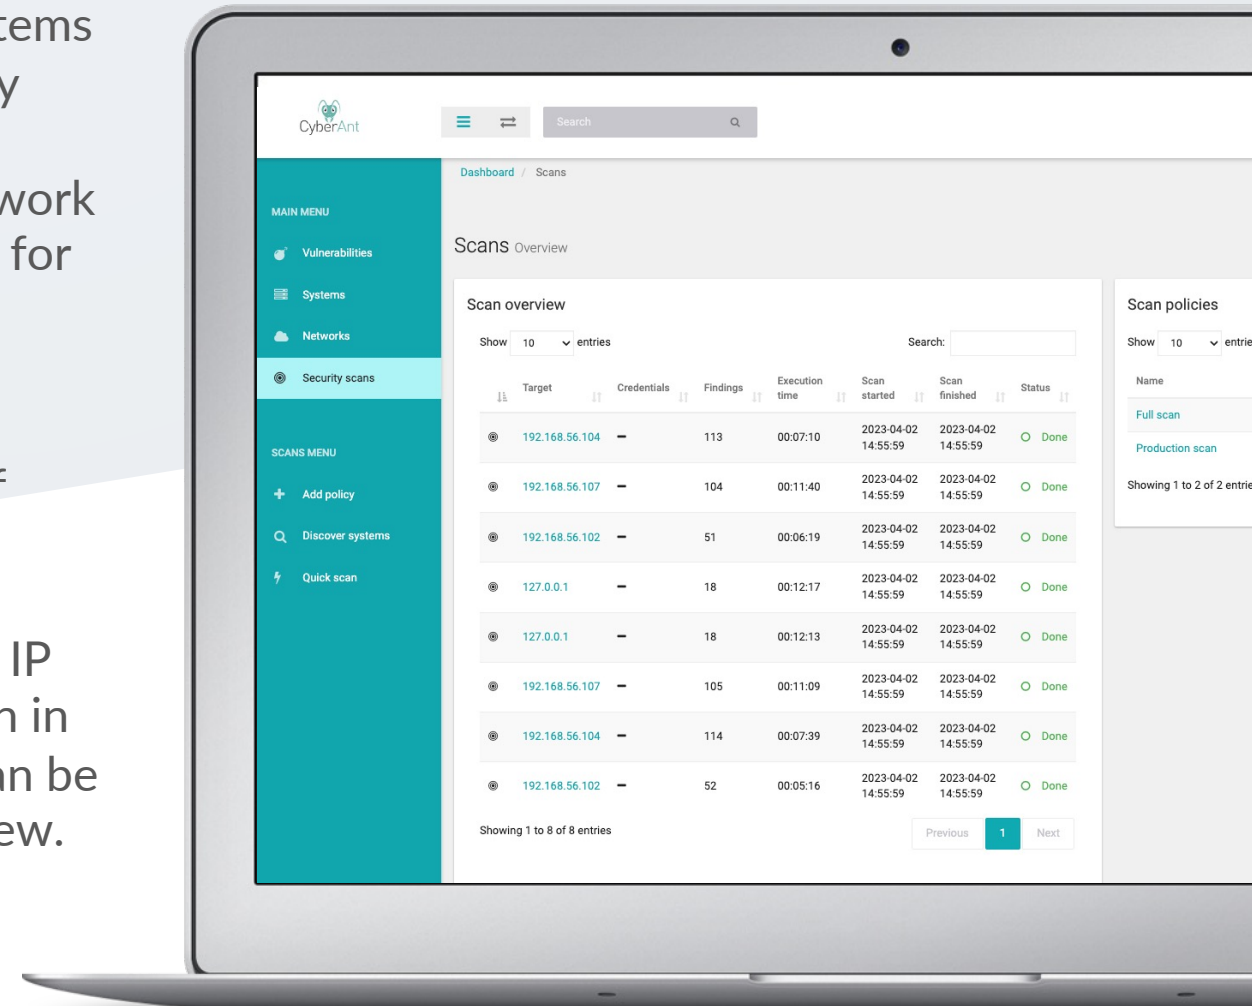 tems
y
work
for
IP
n in
an be
ew.
CyberAnt
Search
Dashboard / Scans
MAIN MENU
Vulnerabilities
Systems
Networks
Security scans
SCANS MENU
Add policy
Discover systems
Quick scan
Scans Overview
Scan overview
Show 10 entries
Search:
Target Credentials Findings Execution time Scan started Scan finished Status
192.168.56.104 – 113 00:07:10 2023-04-02 14:55:59 2023-04-02 14:55:59 Done
192.168.56.107 – 104 00:11:40 2023-04-02 14:55:59 2023-04-02 14:55:59 Done
192.168.56.102 – 51 00:06:19 2023-04-02 14:55:59 2023-04-02 14:55:59 Done
127.0.0.1 – 18 00:12:17 2023-04-02 14:55:59 2023-04-02 14:55:59 Done
127.0.0.1 – 18 00:12:13 2023-04-02 14:55:59 2023-04-02 14:55:59 Done
192.168.56.107 – 105 00:11:09 2023-04-02 14:55:59 2023-04-02 14:55:59 Done
192.168.56.104 – 114 00:07:39 2023-04-02 14:55:59 2023-04-02 14:55:59 Done
192.168.56.102 – 52 00:05:16 2023-04-02 14:55:59 2023-04-02 14:55:59 Done
Showing 1 to 8 of 8 entries
Previous 1 Next
Scan policies
Show 10 entrie
Name
Full scan
Production scan
Showing 1 to 2 of 2 entrie